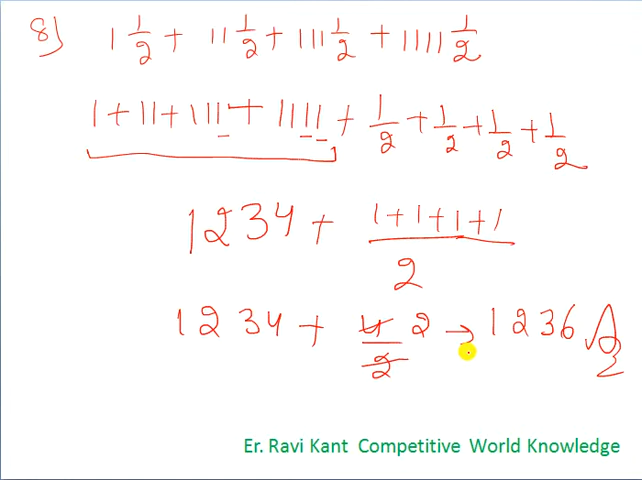 8) 1 1/2 + 11 1/2 + 111 1/2 + 1111 1/2
1 + 11 + 111 + 1111 + 1/2 + 1/2 + 1/2 + 1/2
1234 + (1+1+1+1)/2
1234 + 4/2 2 → 1236
Er. Ravi Kant Competitive World Knowledge